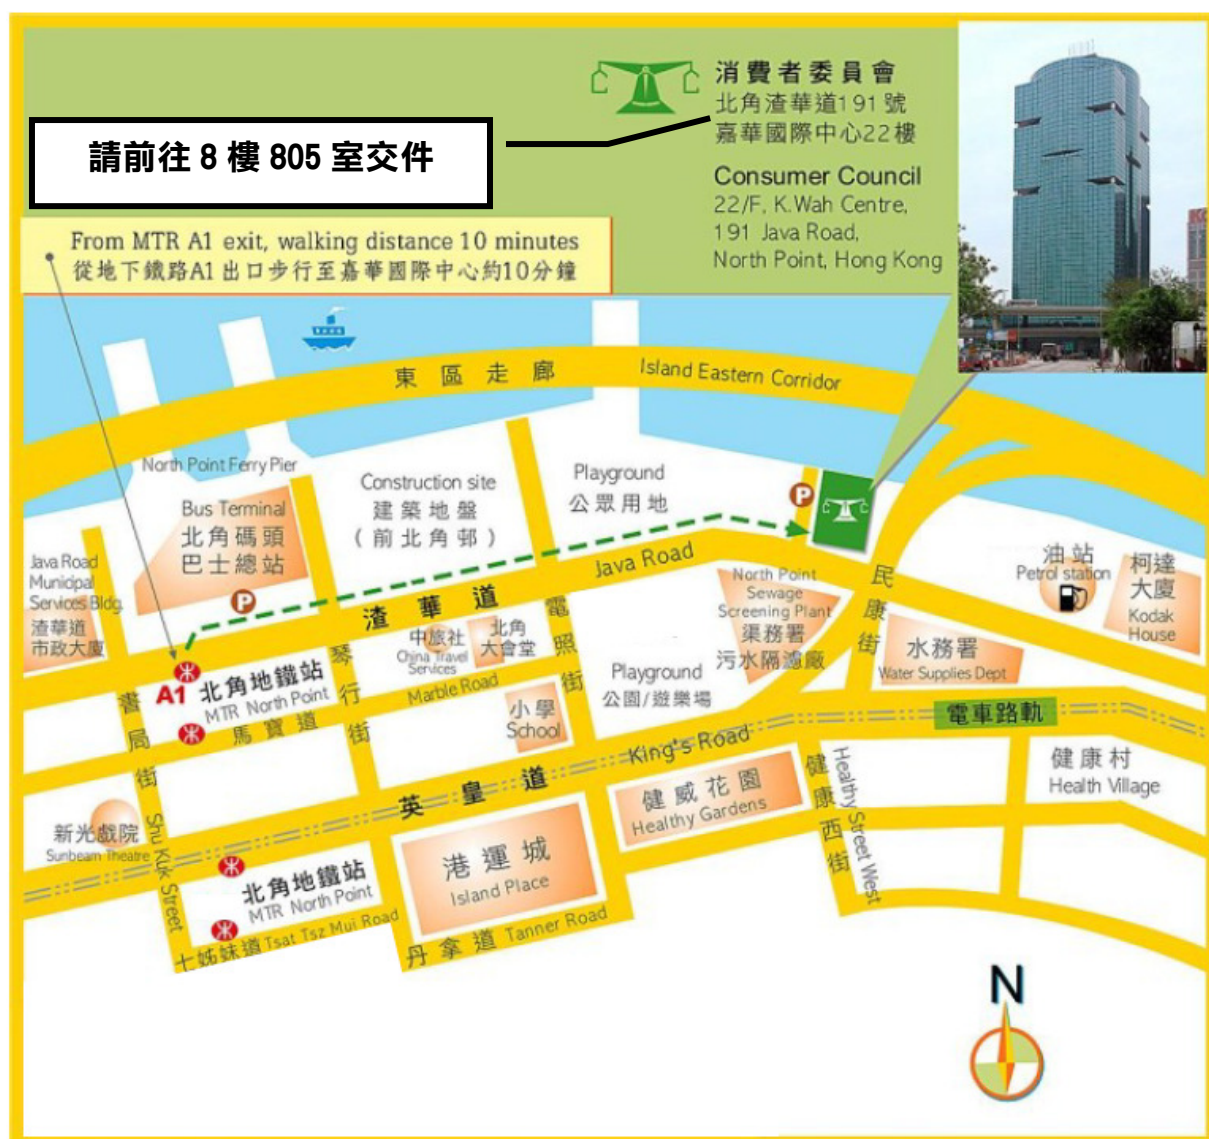 消費者委員會
北角渣華道191號
嘉華國際中心22樓
請前往 8 樓 805 室交件
Consumer Council
22/F, K.Wah Centre,
191 Java Road,
North Point, Hong Kong
From MTR A1 exit, walking distance 10 minutes
從地下鐵路A1出口步行至嘉華國際中心約10分鐘
東區走廊
Island Eastern Corridor
North Point Ferry Pier
Bus Terminal
北角碼頭
巴士總站
Construction site
建築地盤
(前北角邨)
Playground
公眾用地
P
Java Road
Municipal
Services Bldg.
渣華道
市政大廈
P
渣華道
Java Road
North Point
Sewage
Screening Plant
渠務署
污水隔濾廠
民康街
油站
Petrol station
柯達
大廈
Kodak
House
A1
北角地鐵站
MTR North Point
琴行街
中旅社
China Travel
Services
北角
大會堂
電照街
Marble Road
馬寶道
小學
School
Playground
公園/遊樂場
水務署
Water Supplies Dept
書局街
Shu Kuk Street
英皇道
King's Road
電車路軌
健康村
Health Village
健康西街
Healthy Street West
健威花園
Healthy Gardens
新光戲院
Sunbeam Theatre
港運城
Island Place
北角地鐵站
MTR North Point
七姊妹道 Tsat Tsz Mui Road
丹拿道 Tanner Road
N